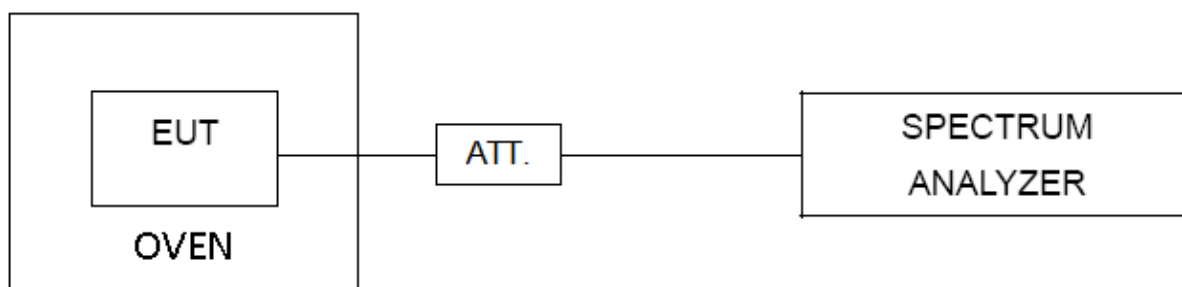 EUT
OVEN
ATT.
SPECTRUM
ANALYZER